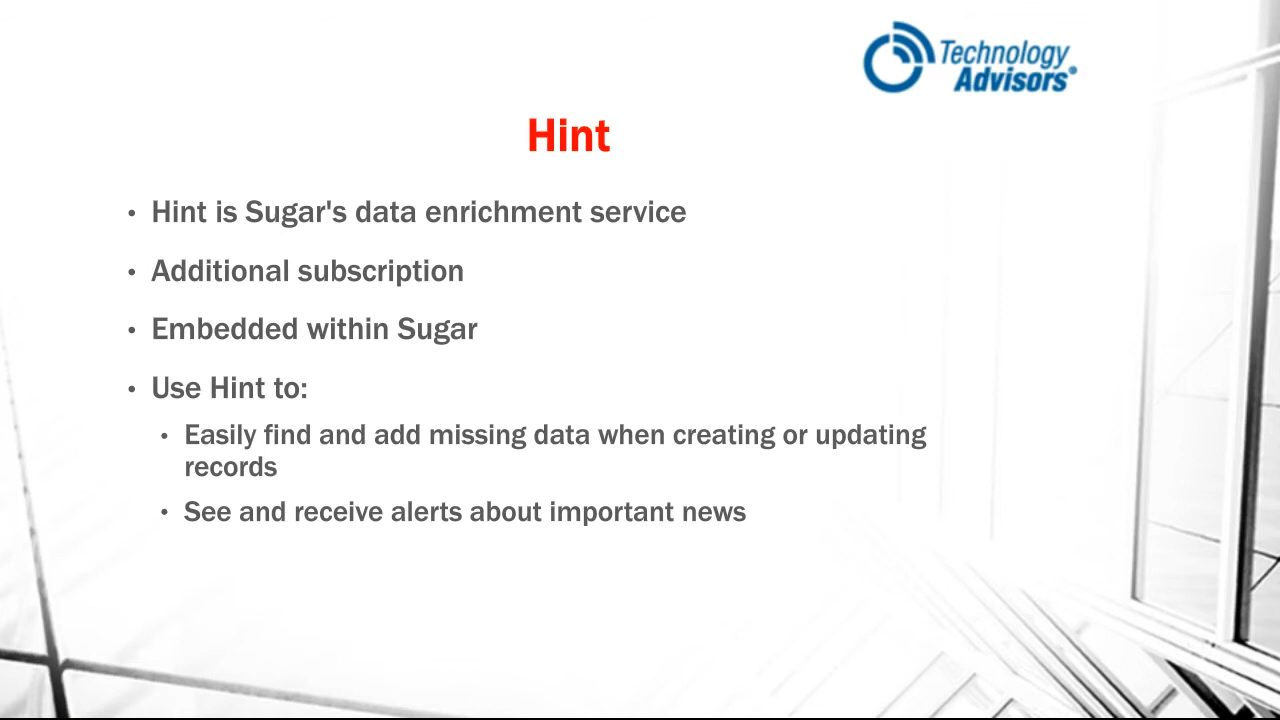 Technology
Advisors®
Hint
• Hint is Sugar's data enrichment service
• Additional subscription
• Embedded within Sugar
• Use Hint to:
• Easily find and add missing data when creating or updating
records
• See and receive alerts about important news